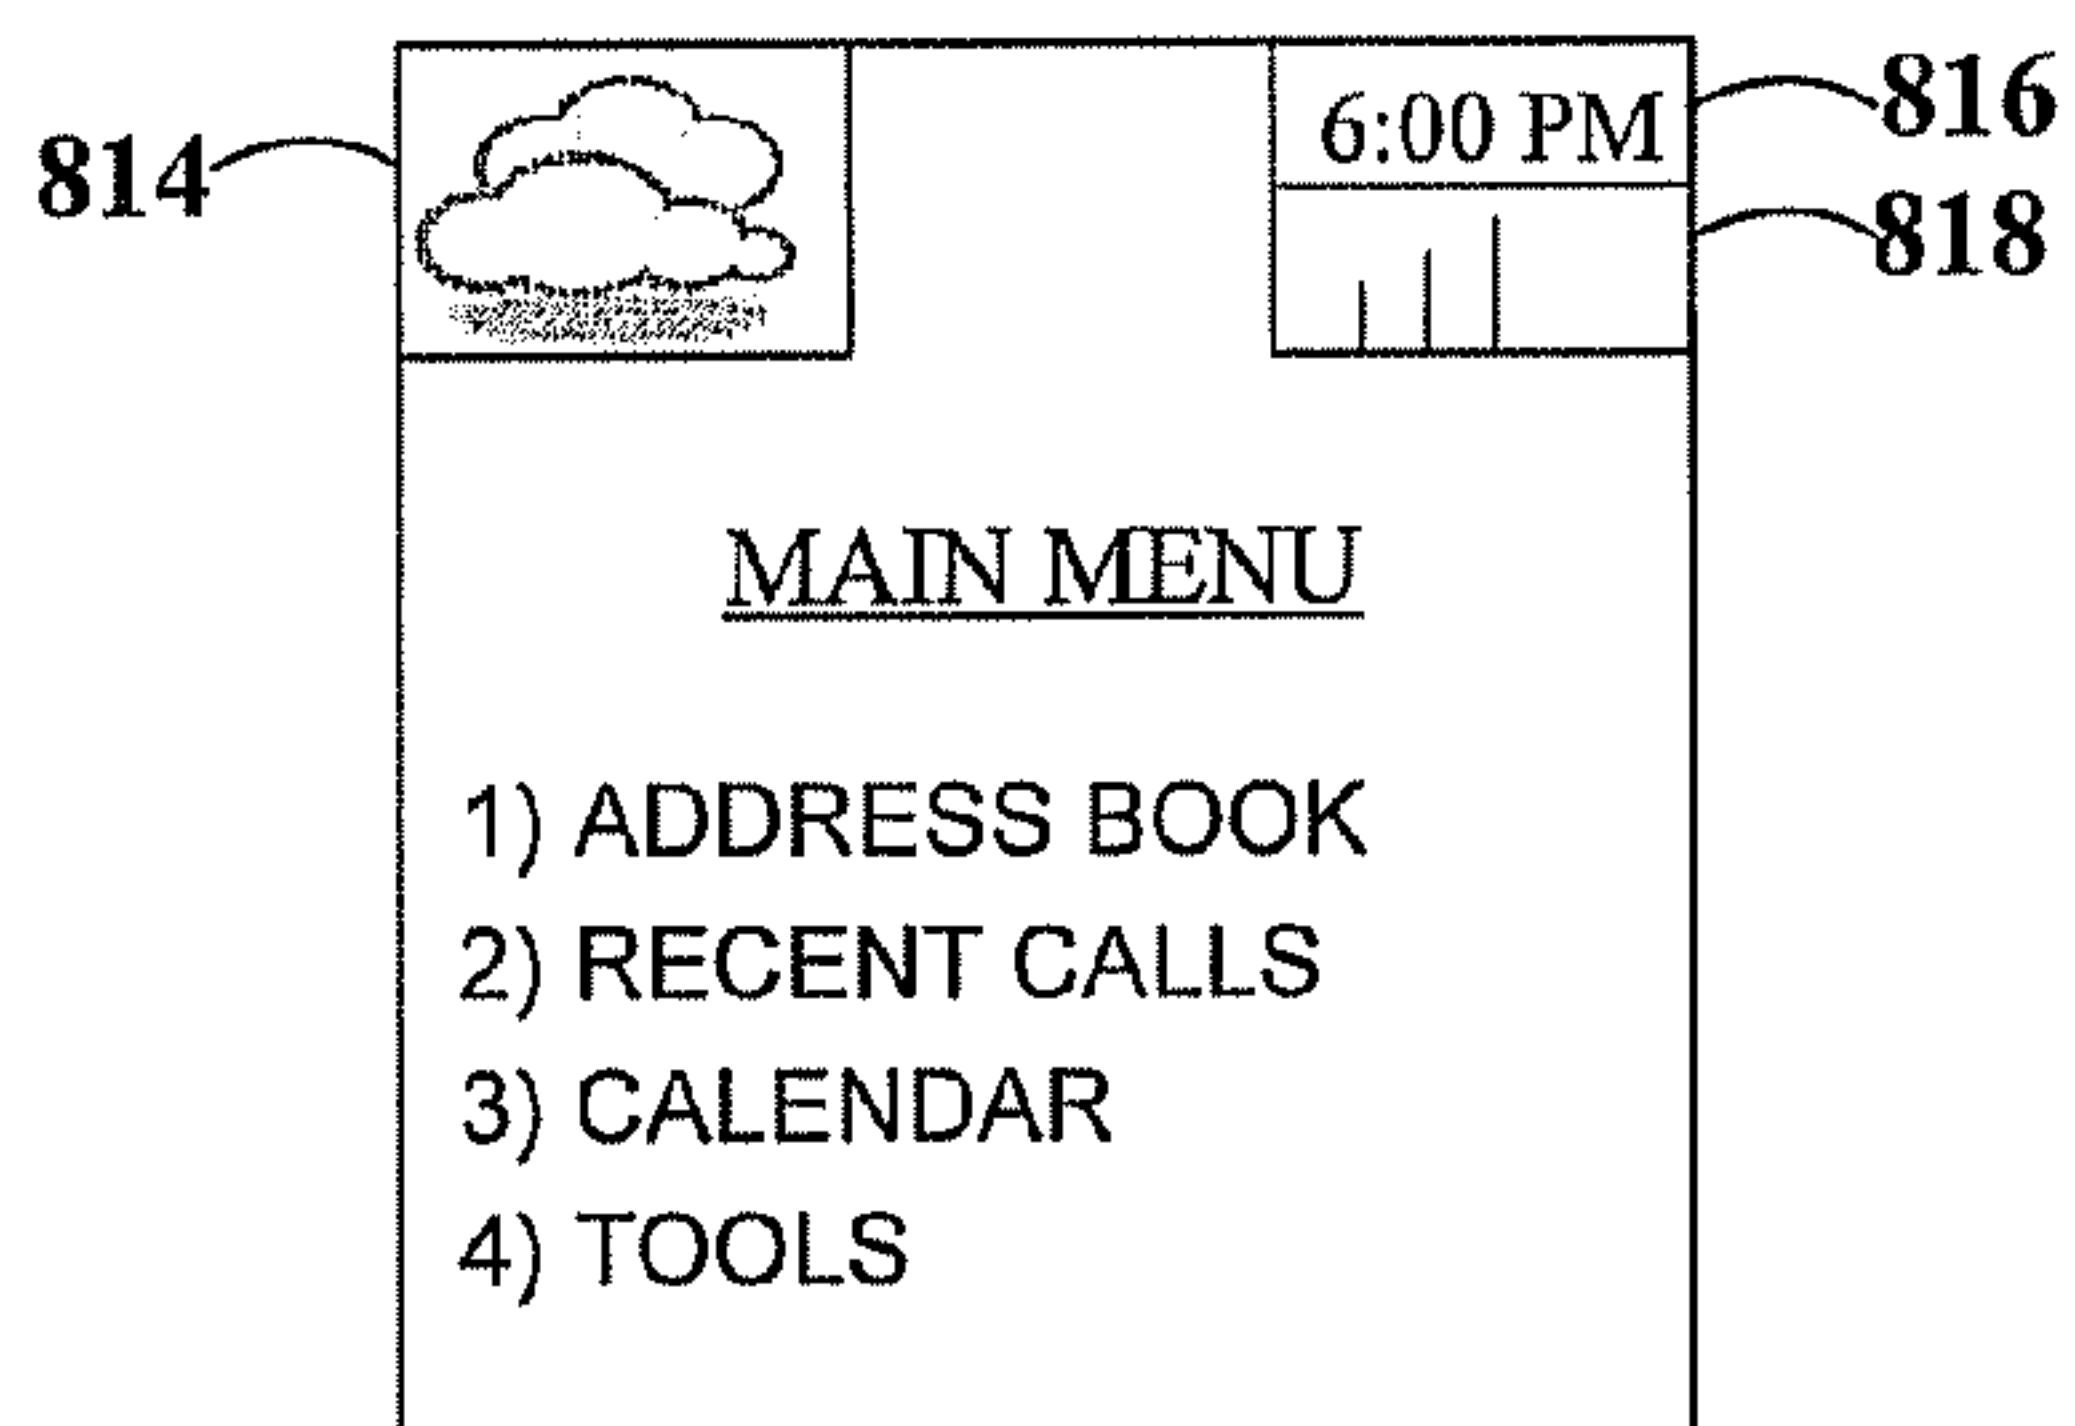 816
6:00 PM
814
818
MAIN MENU
1) ADDRESS BOOK
2) RECENT CALLS
3) CALENDAR
4) TOOLS